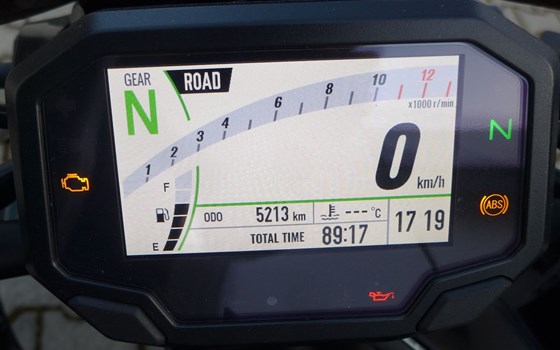 GEAR ROAD
N
1 2 3 4 6 8 10 12
x1000 r/min
N
0 km/h
F
E
ABS
ODO 5213 km --- °C
TOTAL TIME 89:17
17 19